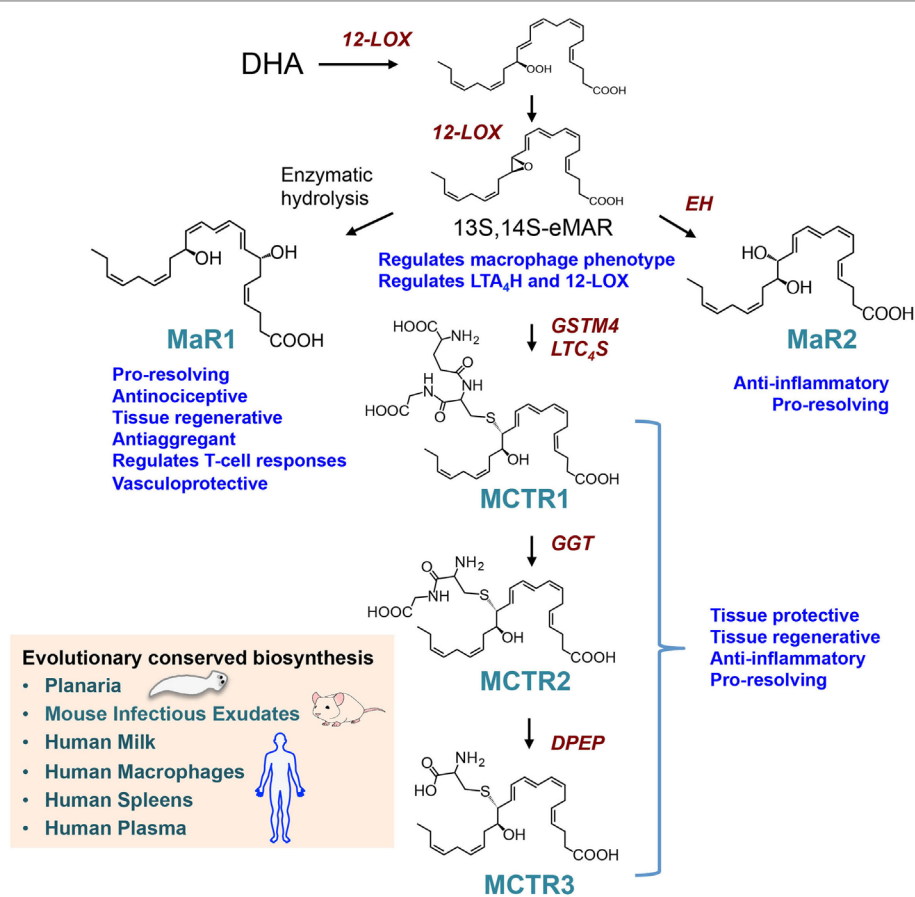 DHA
12-LOX
OOH
COOH
12-LOX
O
COOH
13S,14S-eMAR
Regulates macrophage phenotype
Regulates LTA4H and 12-LOX
Enzymatic
hydrolysis
OH
OH
COOH
MaR1
Pro-resolving
Antinociceptive
Tissue regenerative
Antiaggregant
Regulates T-cell responses
Vasculoprotective
EH
HO
OH
COOH
MaR2
Anti-inflammatory
Pro-resolving
GSTM4
LTC4S
HOOC
NH2
O
H
N
NH
HOOC
O
S
OH
COOH
MCTR1
GGT
O
NH2
NH
S
HOOC
OH
COOH
MCTR2
DPEP
O
NH2
HO
S
OH
COOH
MCTR3
Tissue protective
Tissue regenerative
Anti-inflammatory
Pro-resolving
Evolutionary conserved biosynthesis
• Planaria
• Mouse Infectious Exudates
• Human Milk
• Human Macrophages
• Human Spleens
• Human Plasma